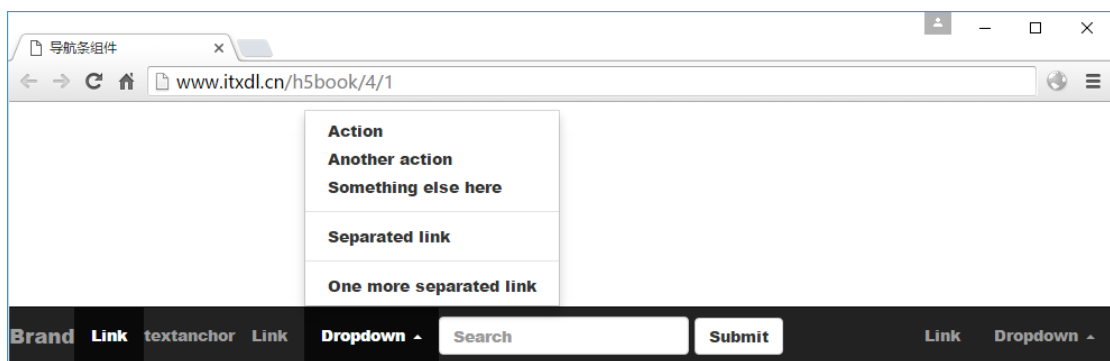 导航条组件
www.itxdl.cn/h5book/4/1
Action
Another action
Something else here
Separated link
One more separated link
Brand Link textanchor Link Dropdown Search Submit Link Dropdown